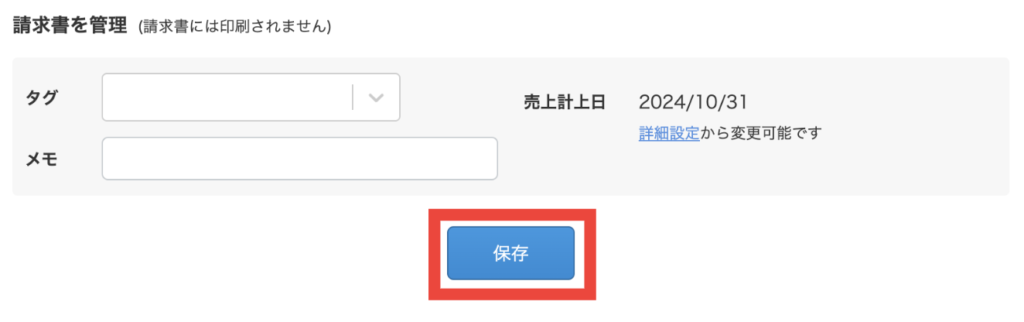 請求書を管理 (請求書には印刷されません)
タグ
売上計上日 2024/10/31
詳細設定から変更可能です
メモ
保存